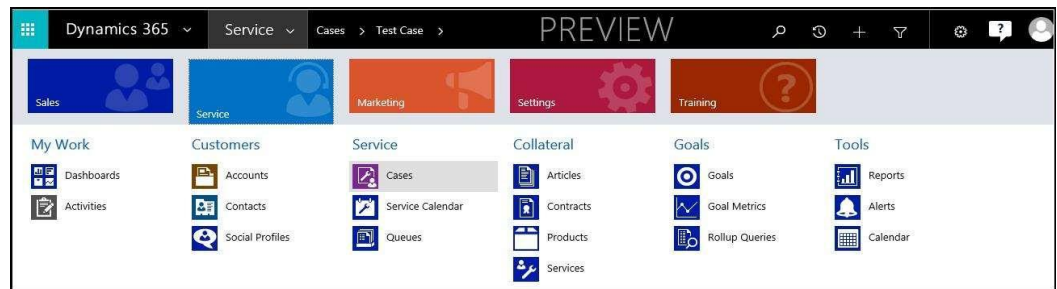 Dynamics 365 Service Cases > Test Case > PREVIEW ?
Sales Service Marketing Settings Training ?
My Work Customers Service Collateral Goals Tools
Dashboards Accounts Cases Articles Goals Reports
Activities Contacts Service Calendar Contracts Goal Metrics Alerts
Social Profiles Queues Products Rollup Queries Calendar
Services